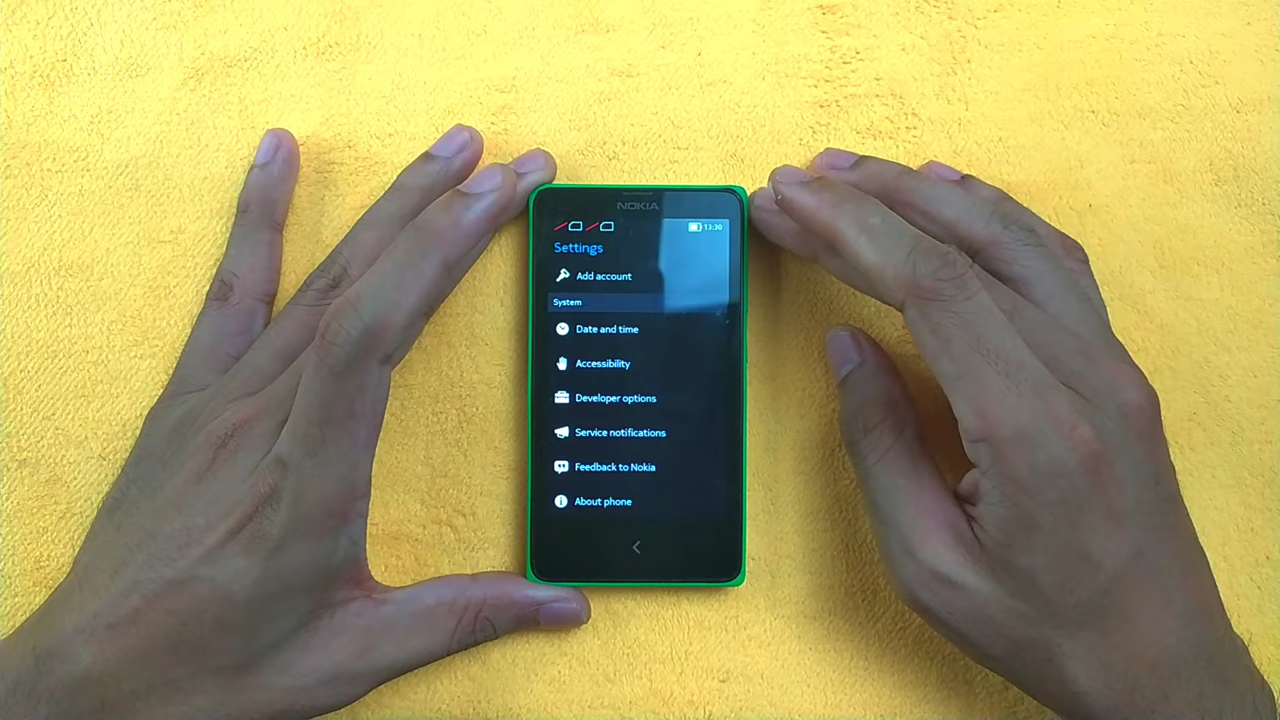 NOKIA
13:30
Settings
Add account
System
Date and time
Accessibility
Developer options
Service notifications
Feedback to Nokia
About phone